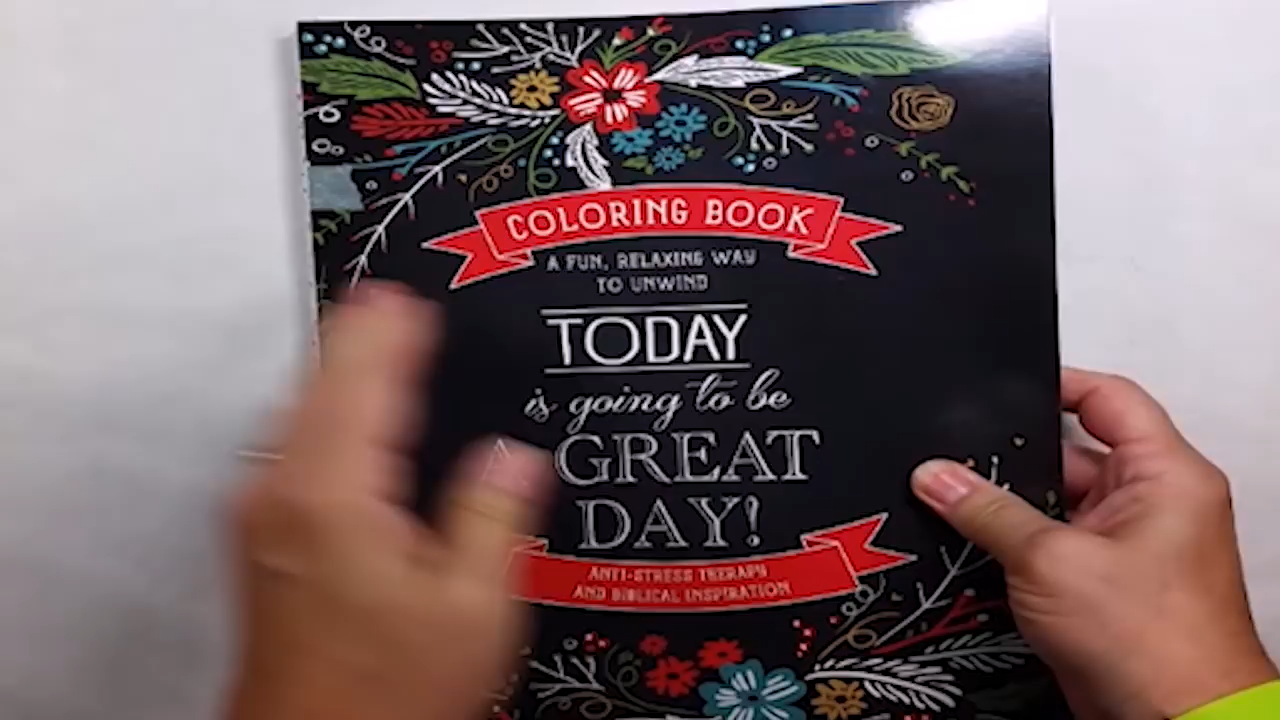 COLORING BOOK
A FUN, RELAXING WAY
TO UNWIND
TODAY
is going to be
A GREAT
DAY!
ANTI-STRESS THERAPY
AND BIBLICAL INSPIRATION